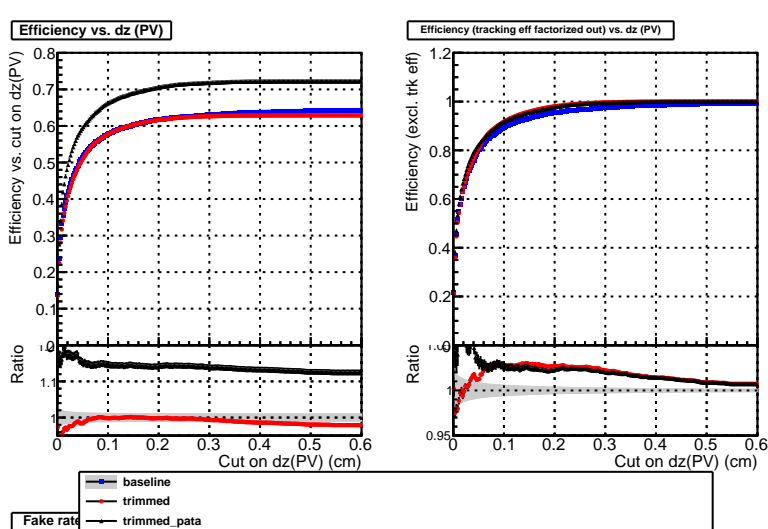 Efficiency vs. dz (PV)
Efficiency vs. cut on dz(PV)
0.8
0.7
0.6
0.5
0.4
0.3
0.2
0.1
Ratio
1.1
1
0 0.1 0.2 0.3 0.4 0.5 0.6
Cut on dz(PV) (cm)
Efficiency (tracking eff factorized out) vs. dz (PV)
Efficiency (excl. trk eff)
1.2
1
0.8
0.6
0.4
0.2
Ratio
1
0.95
0 0.1 0.2 0.3 0.4 0.5 0.6
Cut on dz(PV) (cm)
baseline
trimmed
trimmed_pata
Fake rate